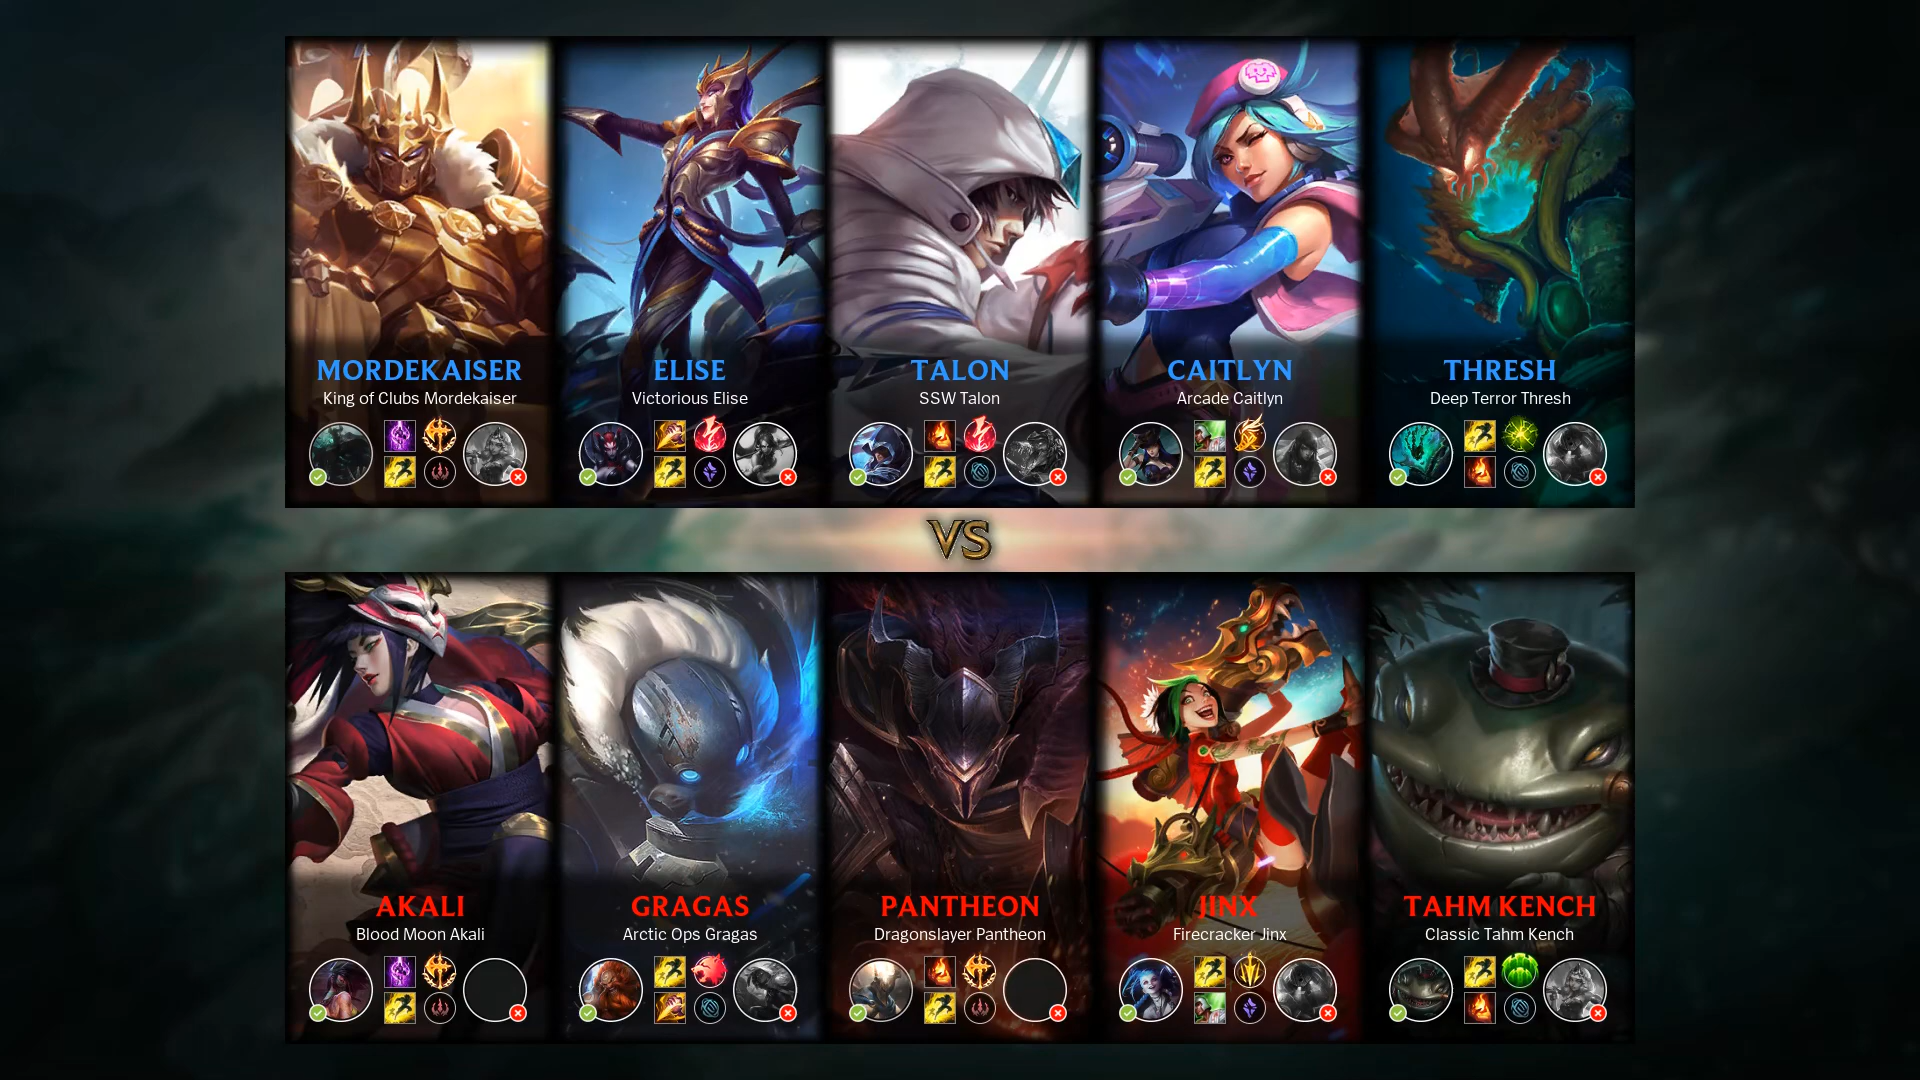 MORDEKAISER
King of Clubs Mordekaiser
ELISE
Victorious Elise
TALON
SSW Talon
CAITLYN
Arcade Caitlyn
THRESH
Deep Terror Thresh
VS
AKALI
Blood Moon Akali
GRAGAS
Arctic Ops Gragas
PANTHEON
Dragonslayer Pantheon
JINX
Firecracker Jinx
TAHM KENCH
Classic Tahm Kench